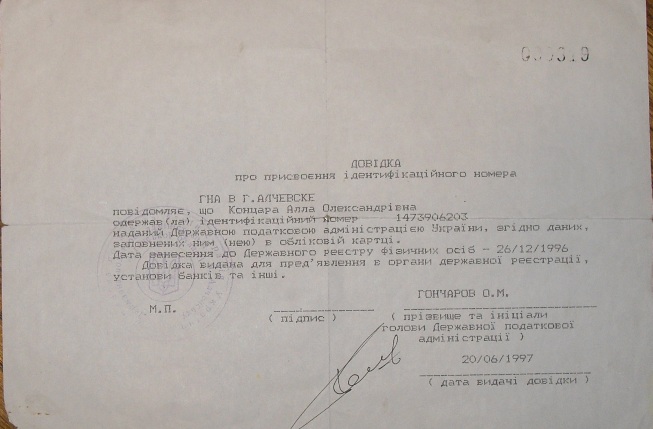 ДОВІДКА
про присвоєння ідентифікаційного номера
ГНА В Г.АЛЧЕВСКЕ
повідомляє, що Концара Алла Олександрівна
одержав(ла) ідентифікаційний номер 1473906203
наданий Державною податковою адміністрацією України, згідно даних,
заповнених ним (нею) в обліковій картці.
Дата занесення до Державного реєстру фізичних осіб - 26/12/1996
Довідка видана для пред'явлення в органи державної реєстрації,
установи банків та інші.
ГОНЧАРОВ О.М.
М.П.
( підпис )
( прізвище та ініціали
голови Державної податкової
адміністрації )
20/06/1997
( дата видачі довідки )